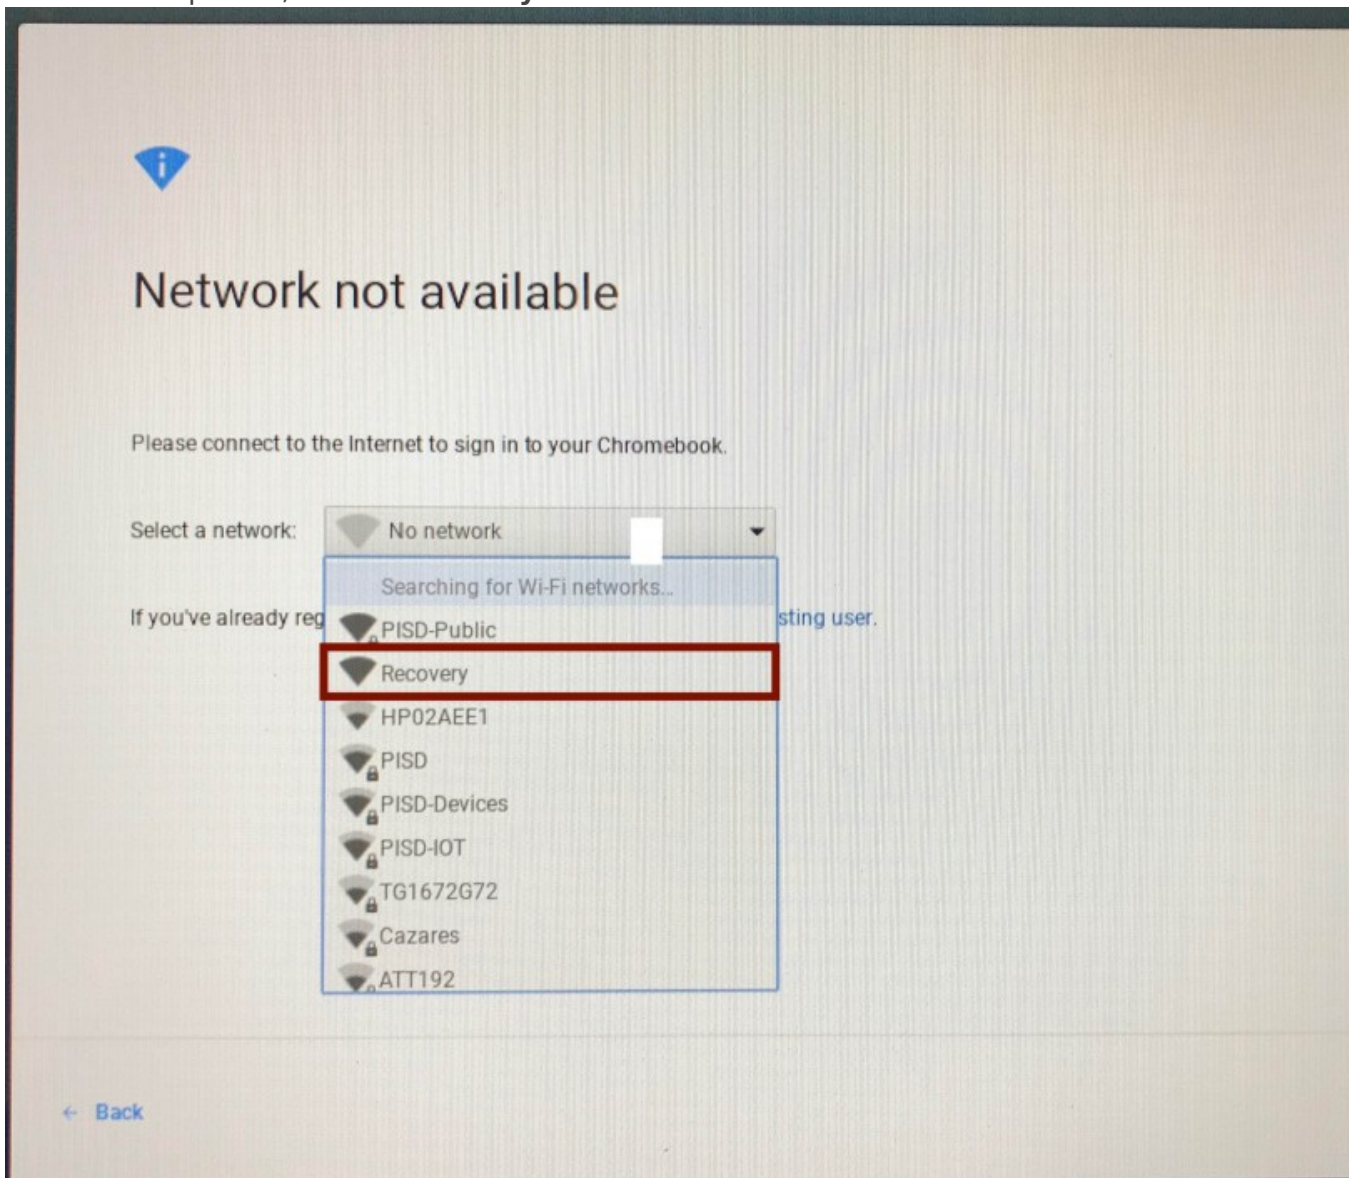 Network not available
Please connect to the Internet to sign in to your Chromebook.
Select a network: No network
Searching for Wi-Fi networks...
If you've already reg sting user.
PISD-Public
Recovery
HP02AEE1
PISD
PISD-Devices
PISD-IOT
TG1672G72
Cazares
ATT192
← Back